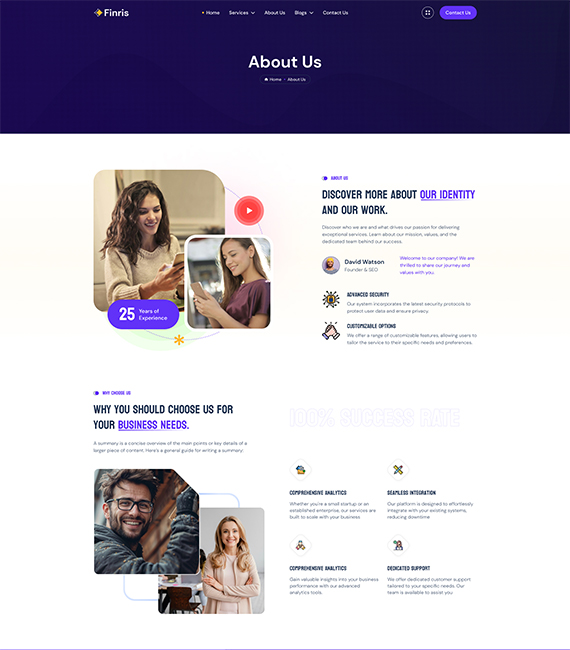 Finris
Home Services About Us Blogs Contact Us
Contact Us
About Us
Home - About Us
ABOUT US
DISCOVER MORE ABOUT OUR IDENTITY
AND OUR WORK.
Discover who we are and what drives our passion for delivering
exceptional services. Learn about our mission, values, and the
dedicated team behind our success.
David Watson
Founder & SEO
Welcome to our company! We are
thrilled to share our journey and
values with you.
ADVANCED SECURITY
Our system incorporates the latest security protocols to
protect user data and ensure privacy
CUSTOMIZABLE OPTIONS
We offer a range of customizable features, allowing users to
tailor the service to their specific needs and preferences.
25 Years of
Experience
WHY CHOOSE US
WHY YOU SHOULD CHOOSE US FOR
YOUR BUSINESS NEEDS.
A summary is a concise overview of the main points or key details of a
larger piece of content. Here's a general guide for writing a summary:
100% SUCCESS RATE
COMPREHENSIVE ANALYTICS
Whether you're a small startup or an
established enterprise, our services are
built to scale with your business
SEAMLESS INTEGRATION
Our platform is designed to effortlessly
integrate with your existing systems,
reducing downtime
COMPREHENSIVE ANALYTICS
Gain valuable insights into your business
performance with our advanced
analytics tools.
DEDICATED SUPPORT
We offer dedicated customer support
tailored to your specific needs. Our
team is available to assist you